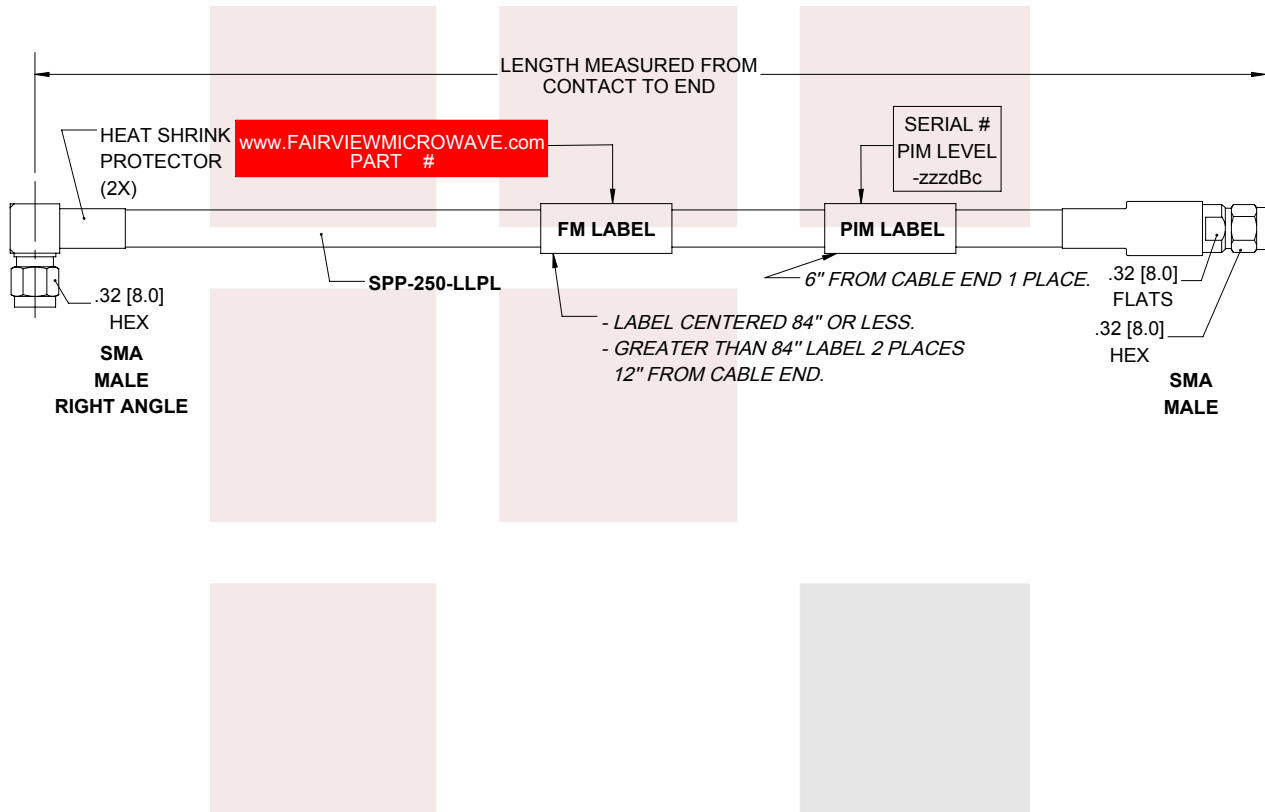 LENGTH MEASURED FROM
CONTACT TO END
HEAT SHRINK
PROTECTOR
(2X)
www.FAIRVIEWMICROWAVE.com
PART #
SERIAL #
PIM LEVEL
-zzzdBc
FM LABEL
PIM LABEL
SPP-250-LLPL
6" FROM CABLE END 1 PLACE.
- LABEL CENTERED 84" OR LESS.
- GREATER THAN 84" LABEL 2 PLACES
12" FROM CABLE END.
.32 [8.0]
HEX
SMA
MALE
RIGHT ANGLE
.32 [8.0]
FLATS
.32 [8.0]
HEX
SMA
MALE